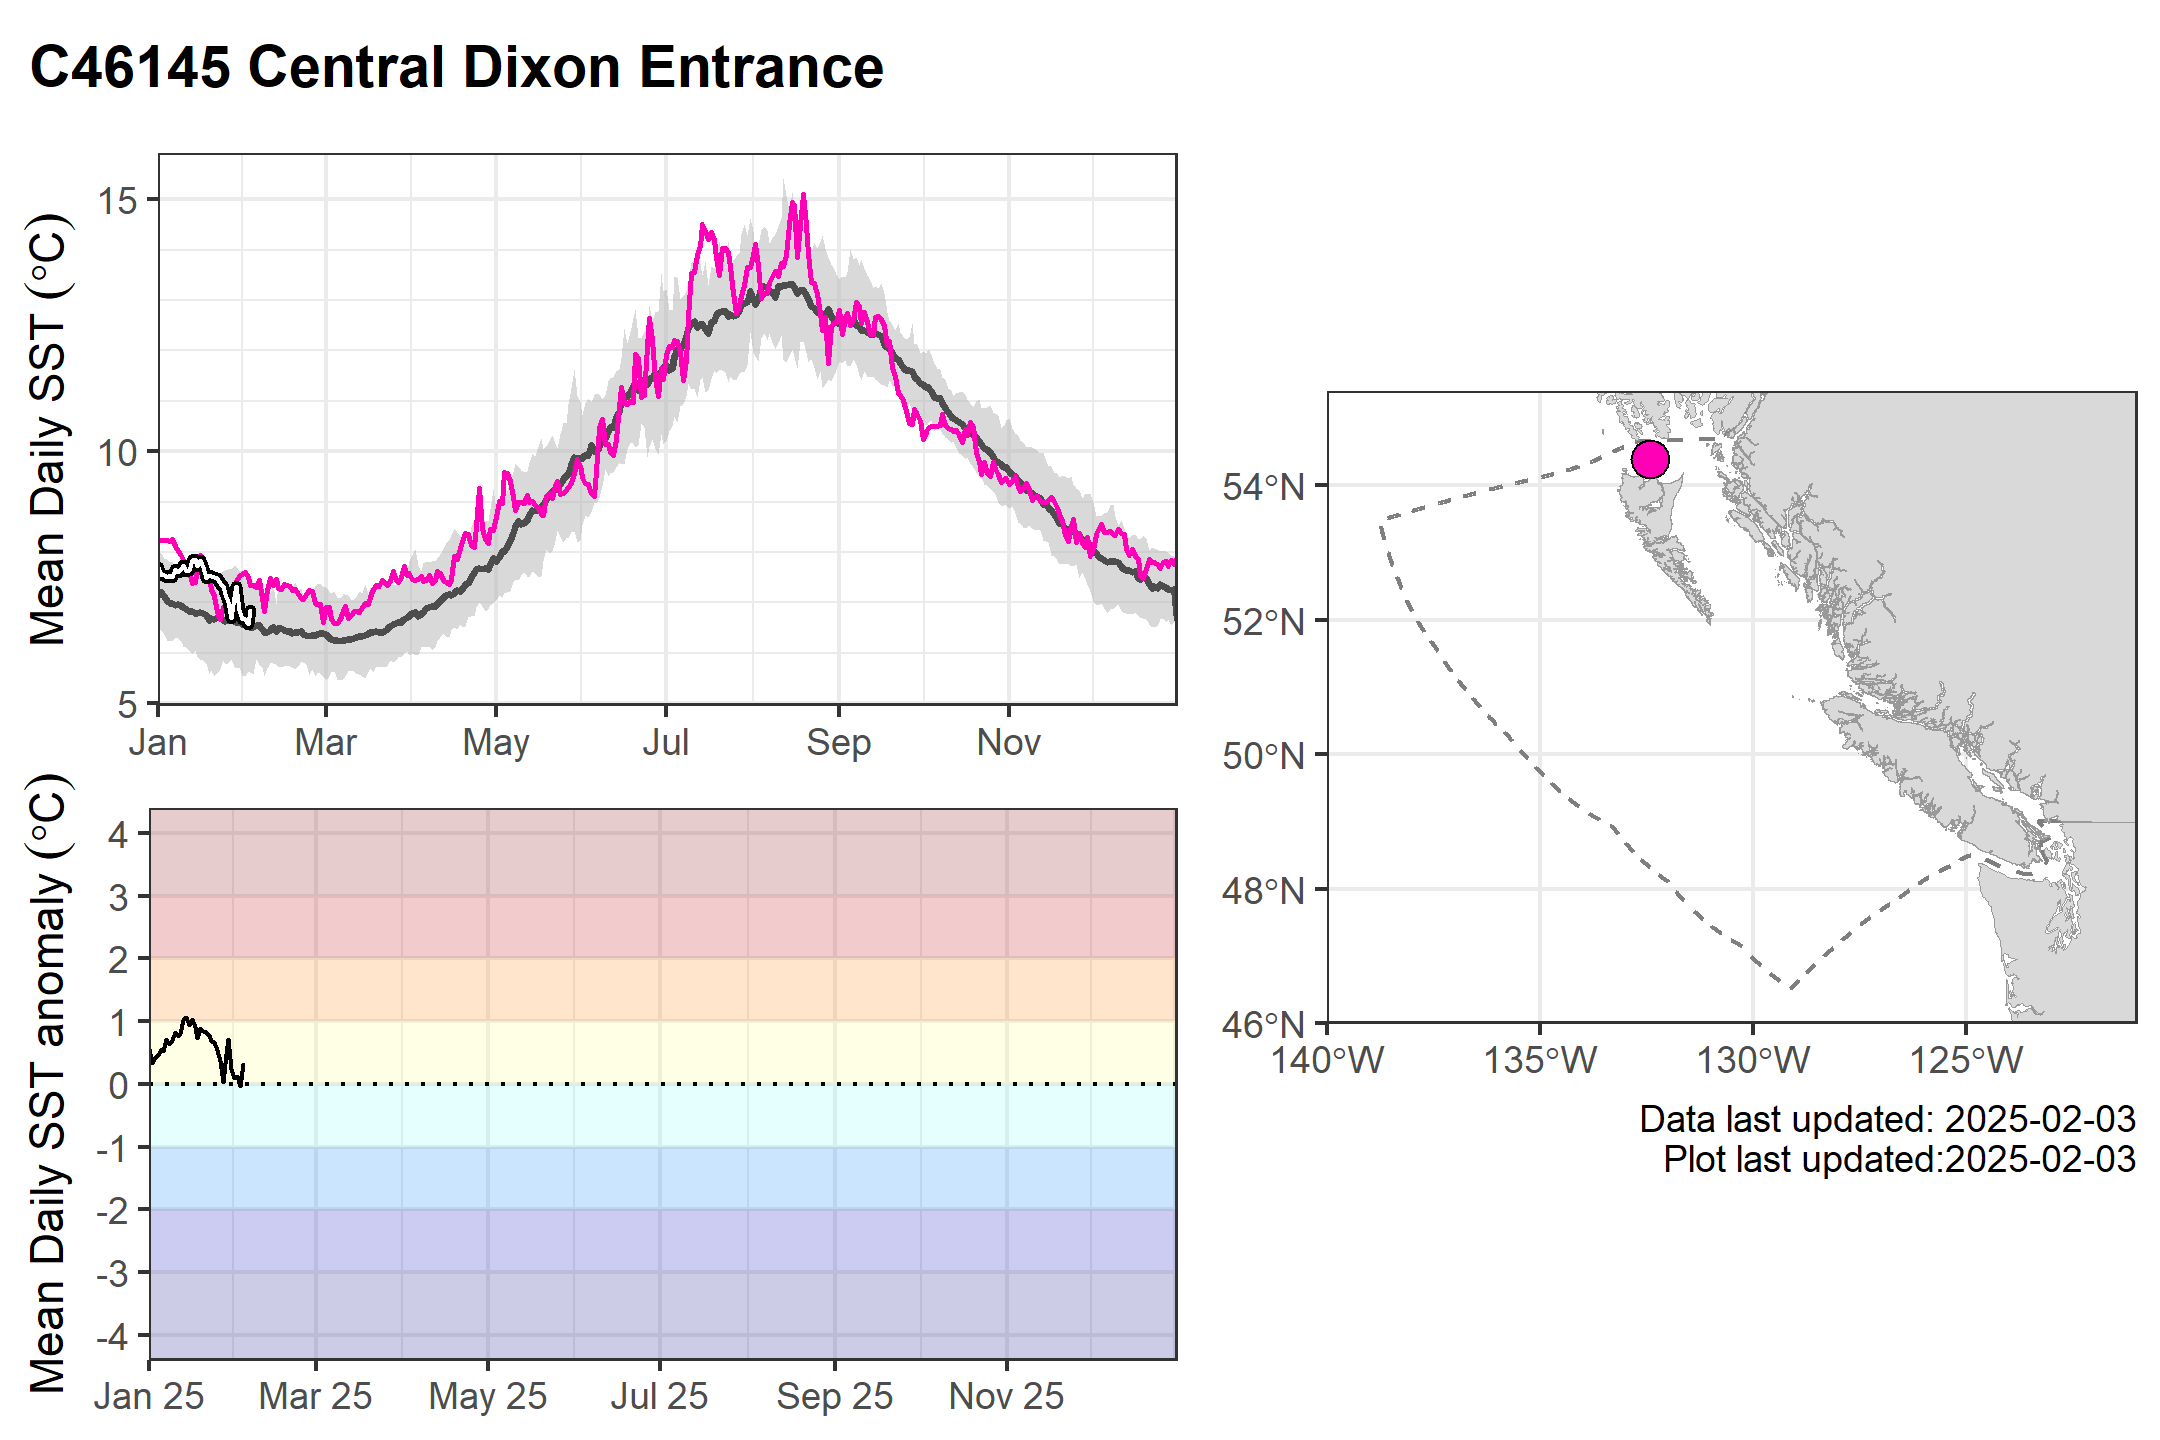 C46145 Central Dixon Entrance
Mean Daily SST (°C)
15
10
5
Jan Mar May Jul Sep Nov
Mean Daily SST anomaly (°C)
4
3
2
1
0
-1
-2
-3
-4
Jan 25 Mar 25 May 25 Jul 25 Sep 25 Nov 25
54°N
52°N
50°N
48°N
46°N
140°W 135°W 130°W 125°W
Data last updated: 2025-02-03
Plot last updated:2025-02-03